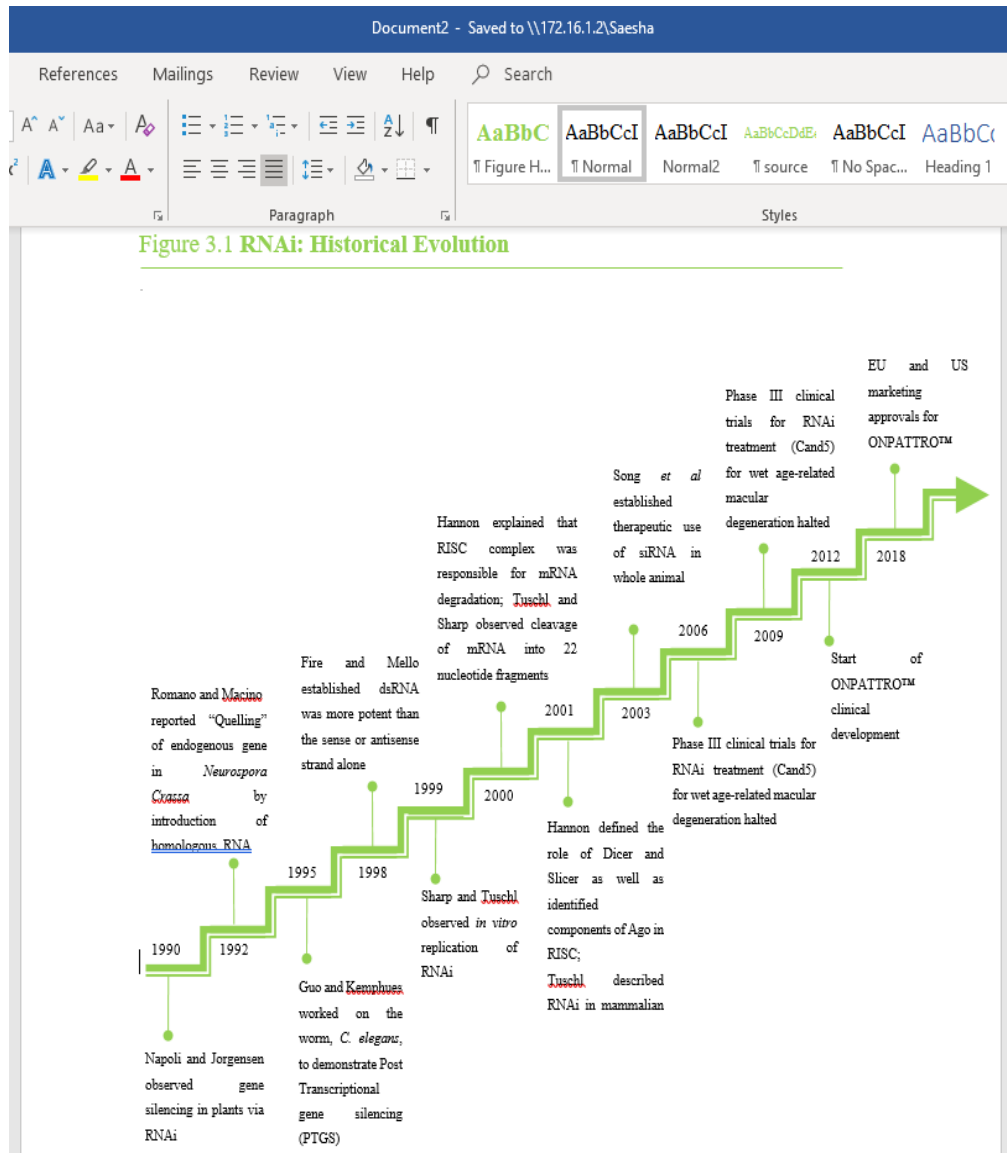 Document2 - Saved to \\172.16.1.2\Saesha
References Mailings Review View Help Search
A^ A˅ Aa A
A Z ¶
AaBbC AaBbCcI AaBbCcI AaBbCcDdE AaBbCcI AaBbCc
¶ Figure H... ¶ Normal Normal2 ¶ source ¶ No Spac... Heading 1
Paragraph Styles
Figure 3.1 RNAi: Historical Evolution
1990
Napoli and Jorgensen
observed gene
silencing in plants via
RNAi
Romano and Macino
reported “Quelling”
of endogenous gene
in Neurospora
Crassa by
introduction of
homologous RNA
1992
1995
Guo and Kemphues
worked on the
worm, C. elegans,
to demonstrate Post
Transcriptional
gene silencing
(PTGS)
Fire and Mello
established dsRNA
was more potent than
the sense or antisense
strand alone
1998
1999
Sharp and Tuschl
observed in vitro
replication of
RNAi
Hannon explained that
RISC complex was
responsible for mRNA
degradation; Tuschl and
Sharp observed cleavage
of mRNA into 22
nucleotide fragments
2000
2001
Hannon defined the
role of Dicer and
Slicer as well as
identified
components of Ago in
RISC;
Tuschl described
RNAi in mammalian
Song et al
established
therapeutic use
of siRNA in
whole animal
2003
2006
Phase III clinical trials for
RNAi treatment (Cand5)
for wet age-related macular
degeneration halted
Phase III clinical
trials for RNAi
treatment (Cand5)
for wet age-related
macular
degeneration halted
2009
2012
Start of
ONPATTRO™
clinical
development
EU and US
marketing
approvals for
ONPATTRO™
2018